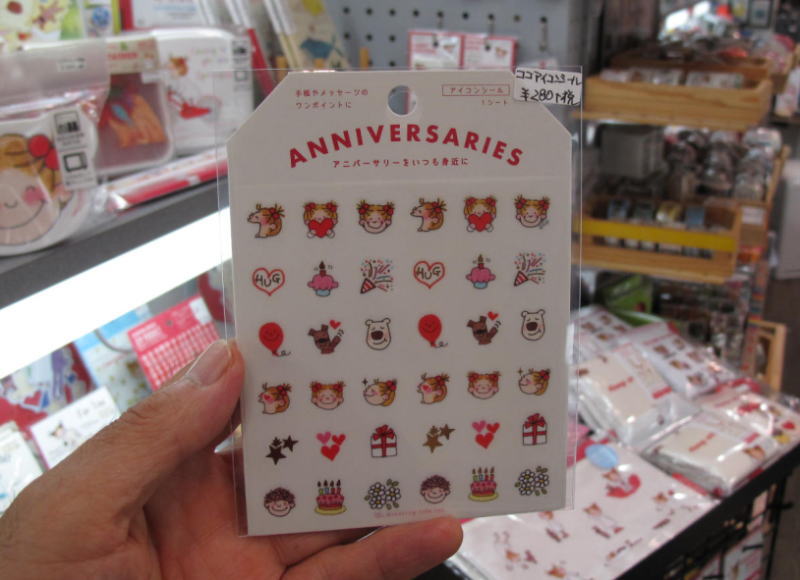 手帳やメッセージの
ワンポイントに
アイコンシール
1シート
ココアイコンシール
¥280+税
ANNIVERSARIES
アニバーサリーをいつも身近に
HUG
HUG